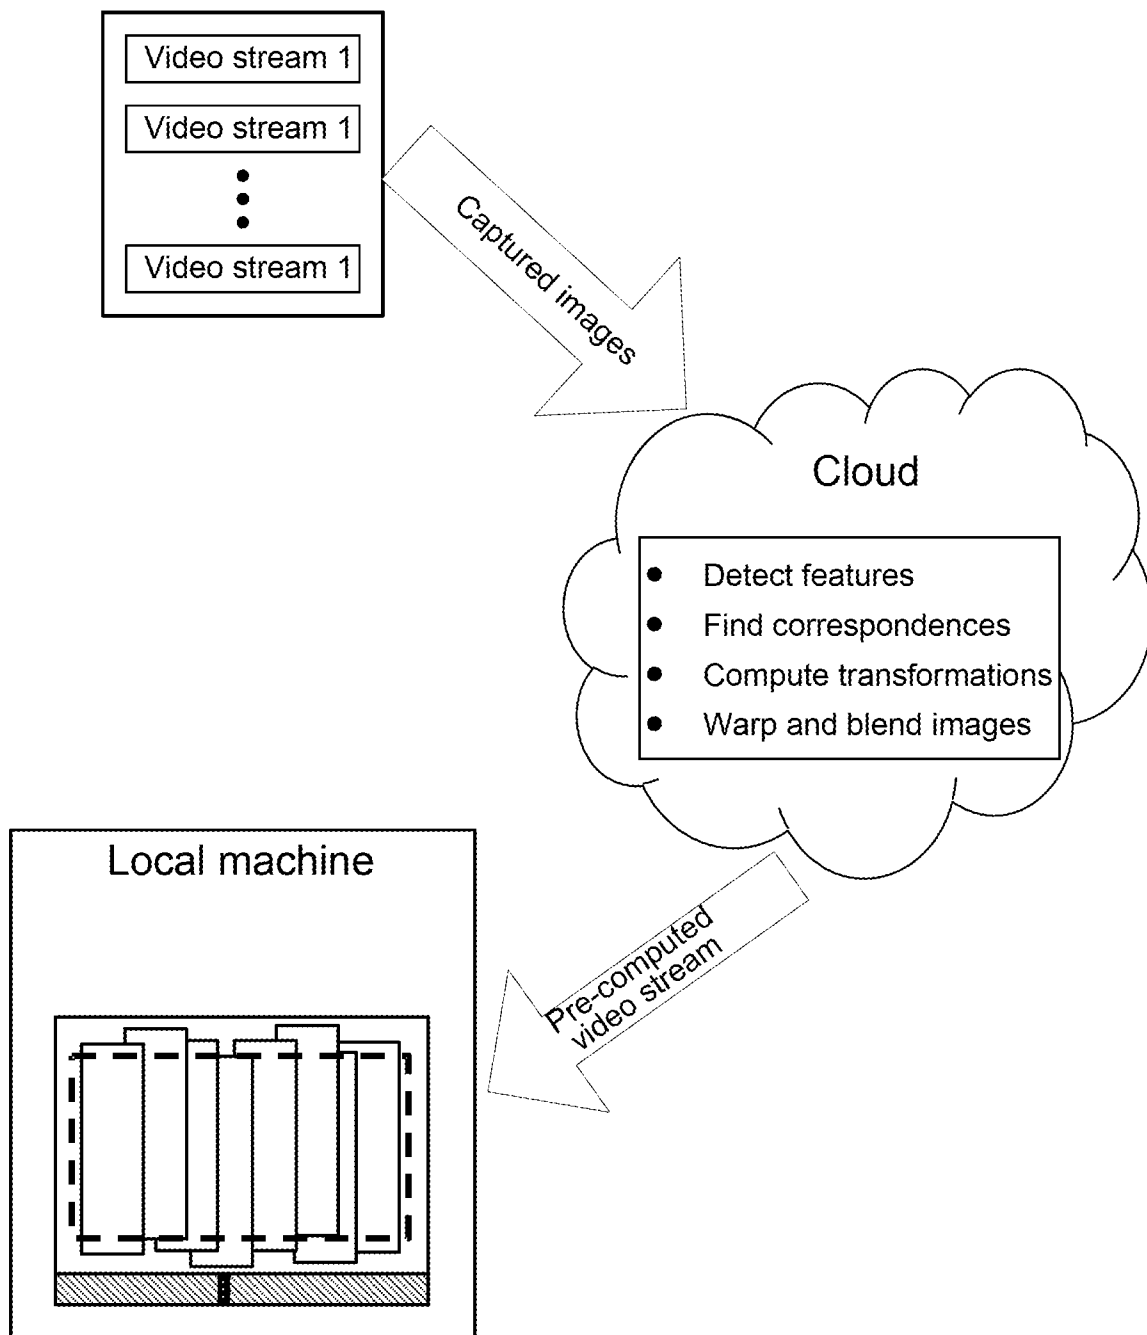 Video stream 1
Video stream 1
Video stream 1
Captured images
Cloud
• Detect features
• Find correspondences
• Compute transformations
• Warp and blend images
Pre-computed
video stream
Local machine